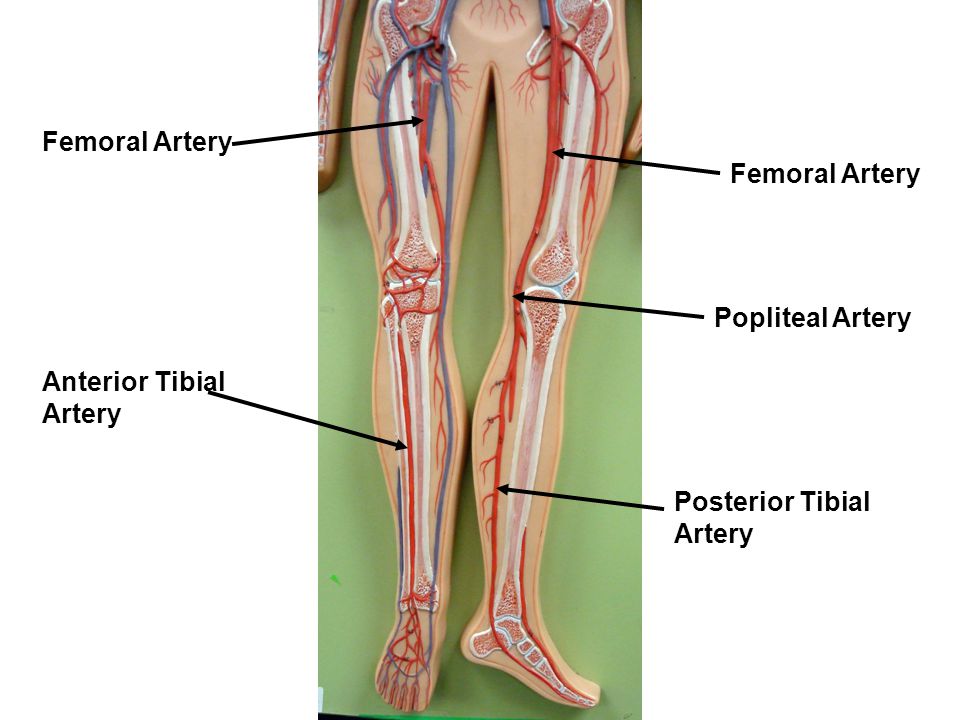 Femoral Artery
Femoral Artery
Popliteal Artery
Anterior Tibial
Artery
Posterior Tibial
Artery